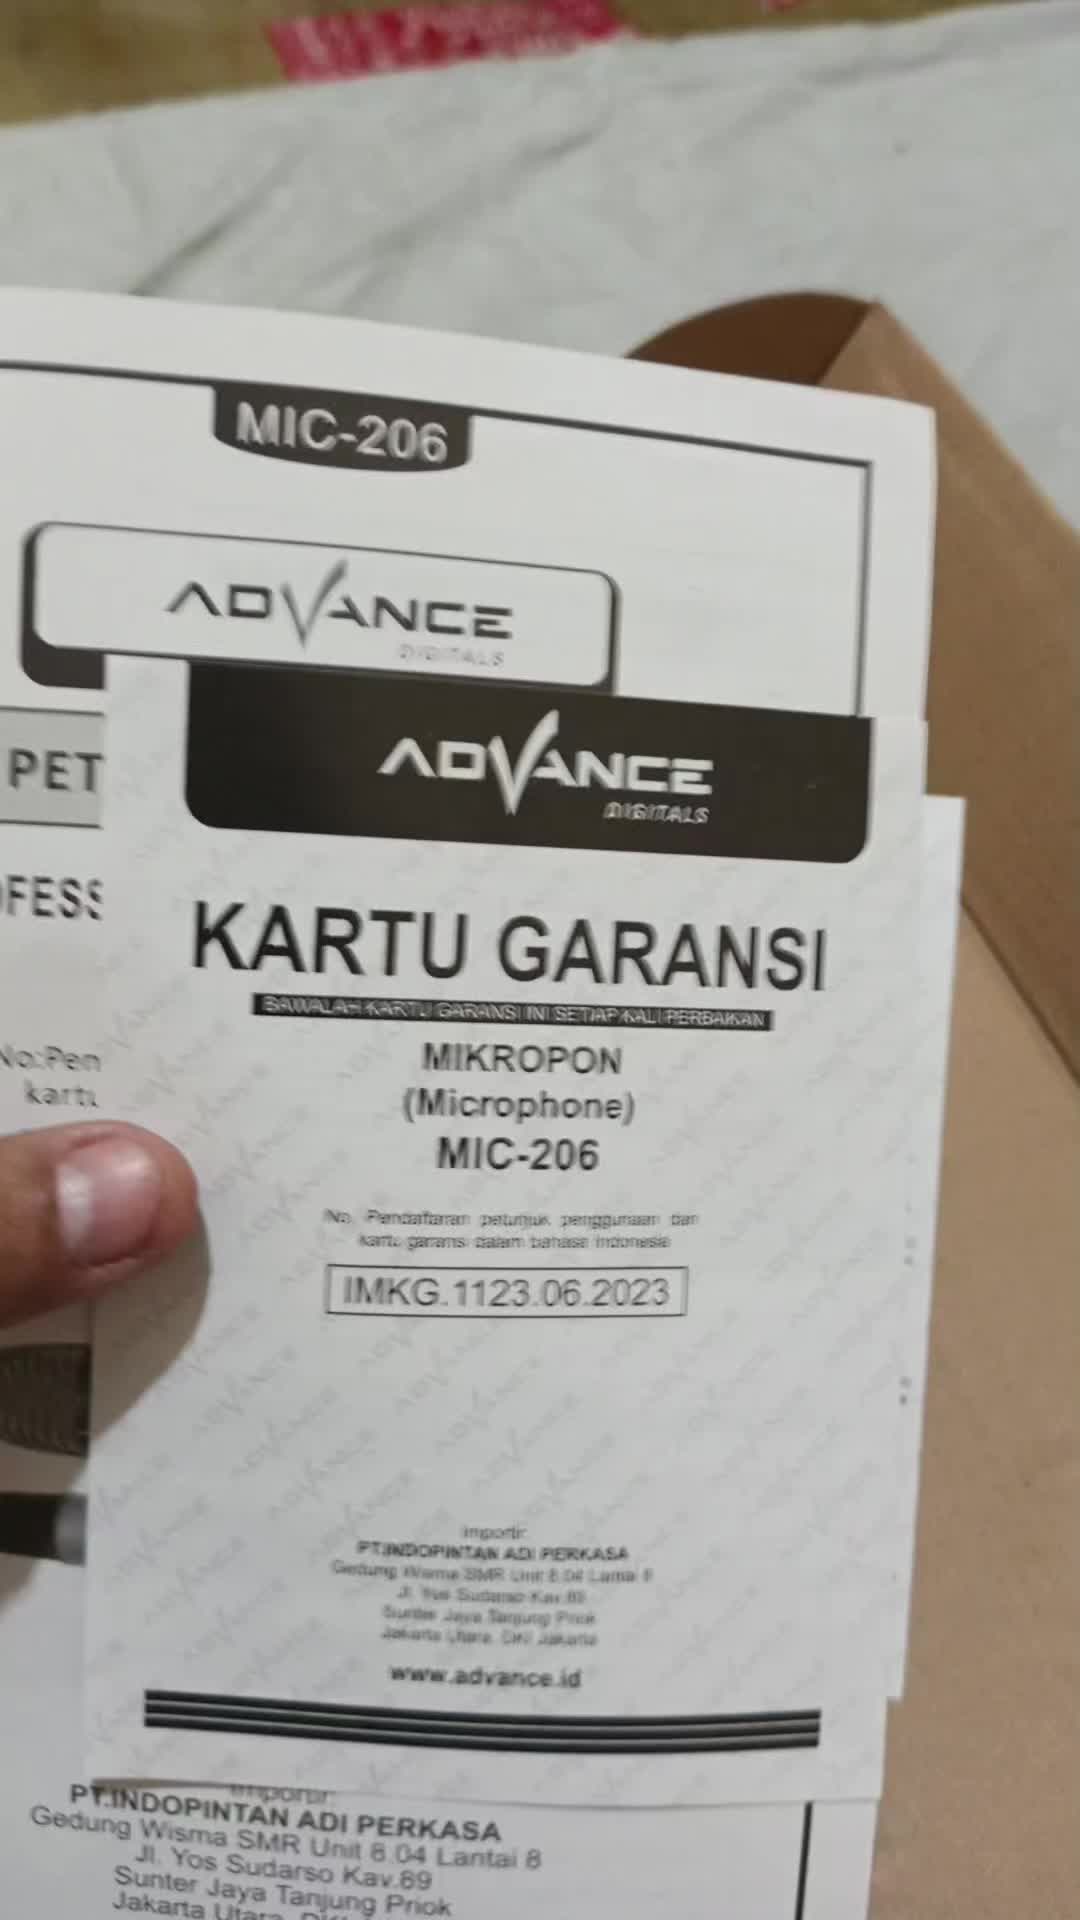 MIC-206
ADVANCE
DIGITALS
PET
OFESS
No:Pen
kartu
ADVANCE
DIGITALS
KARTU GARANSI
BAWALAH KARTU GARANSI INI SETIAP KALI PERBAIKAN
MIKROPON
(Microphone)
MIC-206
No. Pendaftaran petunjuk penggunaan dan
kartu garansi dalam bahasa Indonesia
IMKG.1123.06.2023
Importir:
PT.INDOPINTAN ADI PERKASA
Gedung Wisma SMR Unit 8.04 Lantai 8
Jl. Yos Sudarso Kav.89
Sunter Jaya Tanjung Priok
Jakarta Utara, DKI Jakarta
www.advance.id
Importir:
PT.INDOPINTAN ADI PERKASA
Gedung Wisma SMR Unit 8.04 Lantai 8
Jl. Yos Sudarso Kav.89
Sunter Jaya Tanjung Priok
Jakarta Utara,